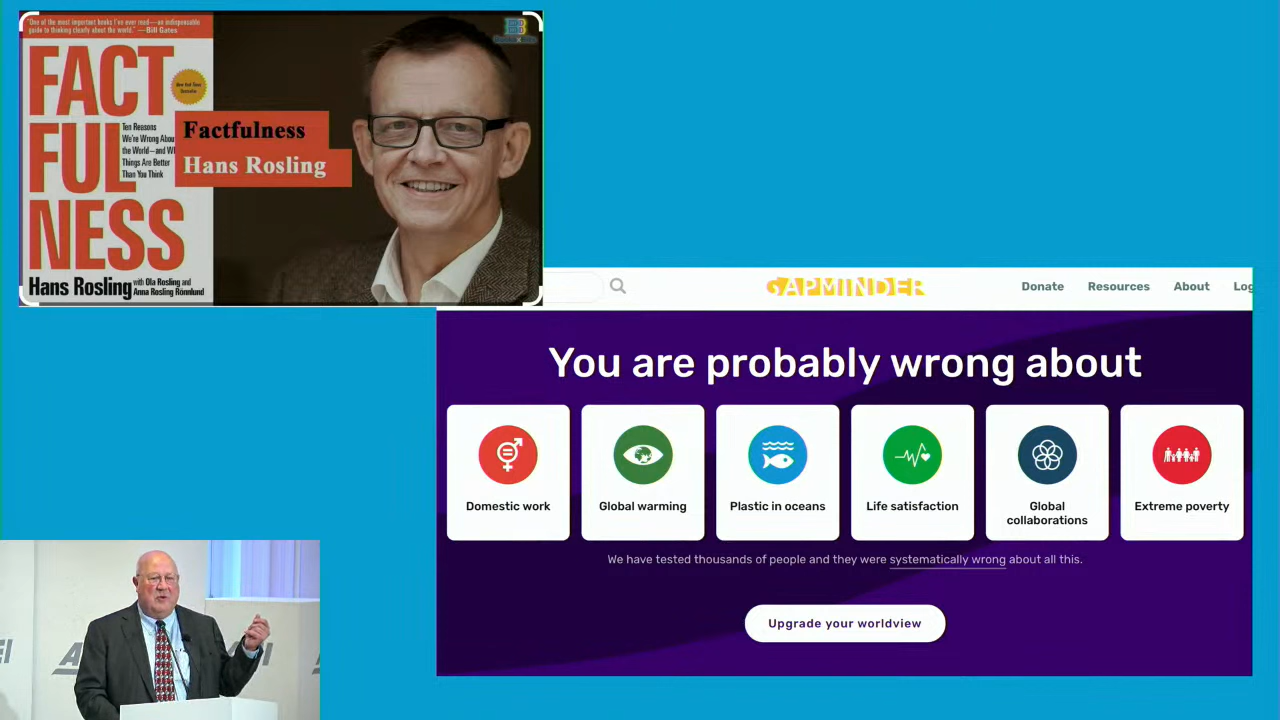 "One of the most important books I've ever read—an indispensable
guide to thinking clearly about the world." —Bill Gates
FACT
FUL
NESS
Ten Reasons
We're Wrong Abou
the World—and W
Things Are Better
Than You Think
Factfulness
Hans Rosling
Hans Rosling with Ola Rosling and
Anna Rosling Rönnlund
GAPMINDER
Donate
Resources
About
Log
You are probably wrong about
Domestic work
Global warming
Plastic in oceans
Life satisfaction
Global
collaborations
Extreme poverty
We have tested thousands of people and they were systematically wrong about all this.
Upgrade your worldview
EI
A
EI
A